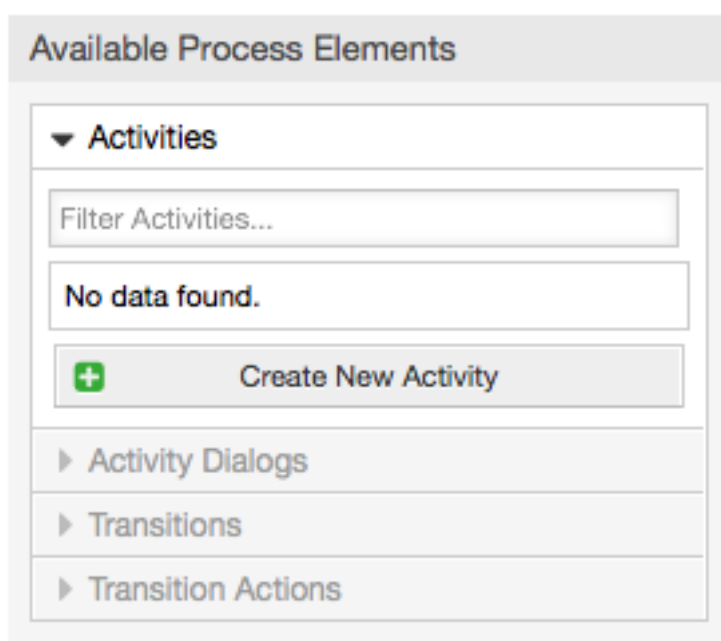 Available Process Elements
Activities
Filter Activities...
No data found.
Create New Activity
Activity Dialogs
Transitions
Transition Actions